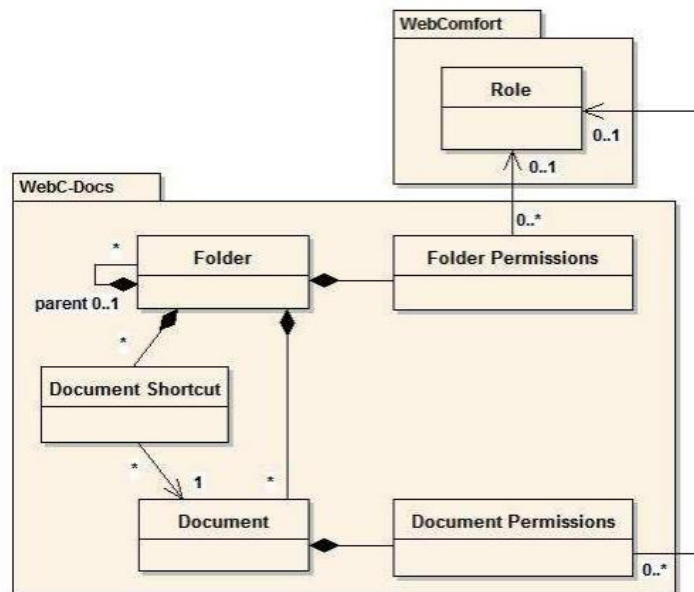 WebComfort
Role
0..1
0..1
WebC-Docs
0..*
*
Folder
Folder Permissions
parent 0..1
*
Document Shortcut
*
1
*
Document
Document Permissions
0..*